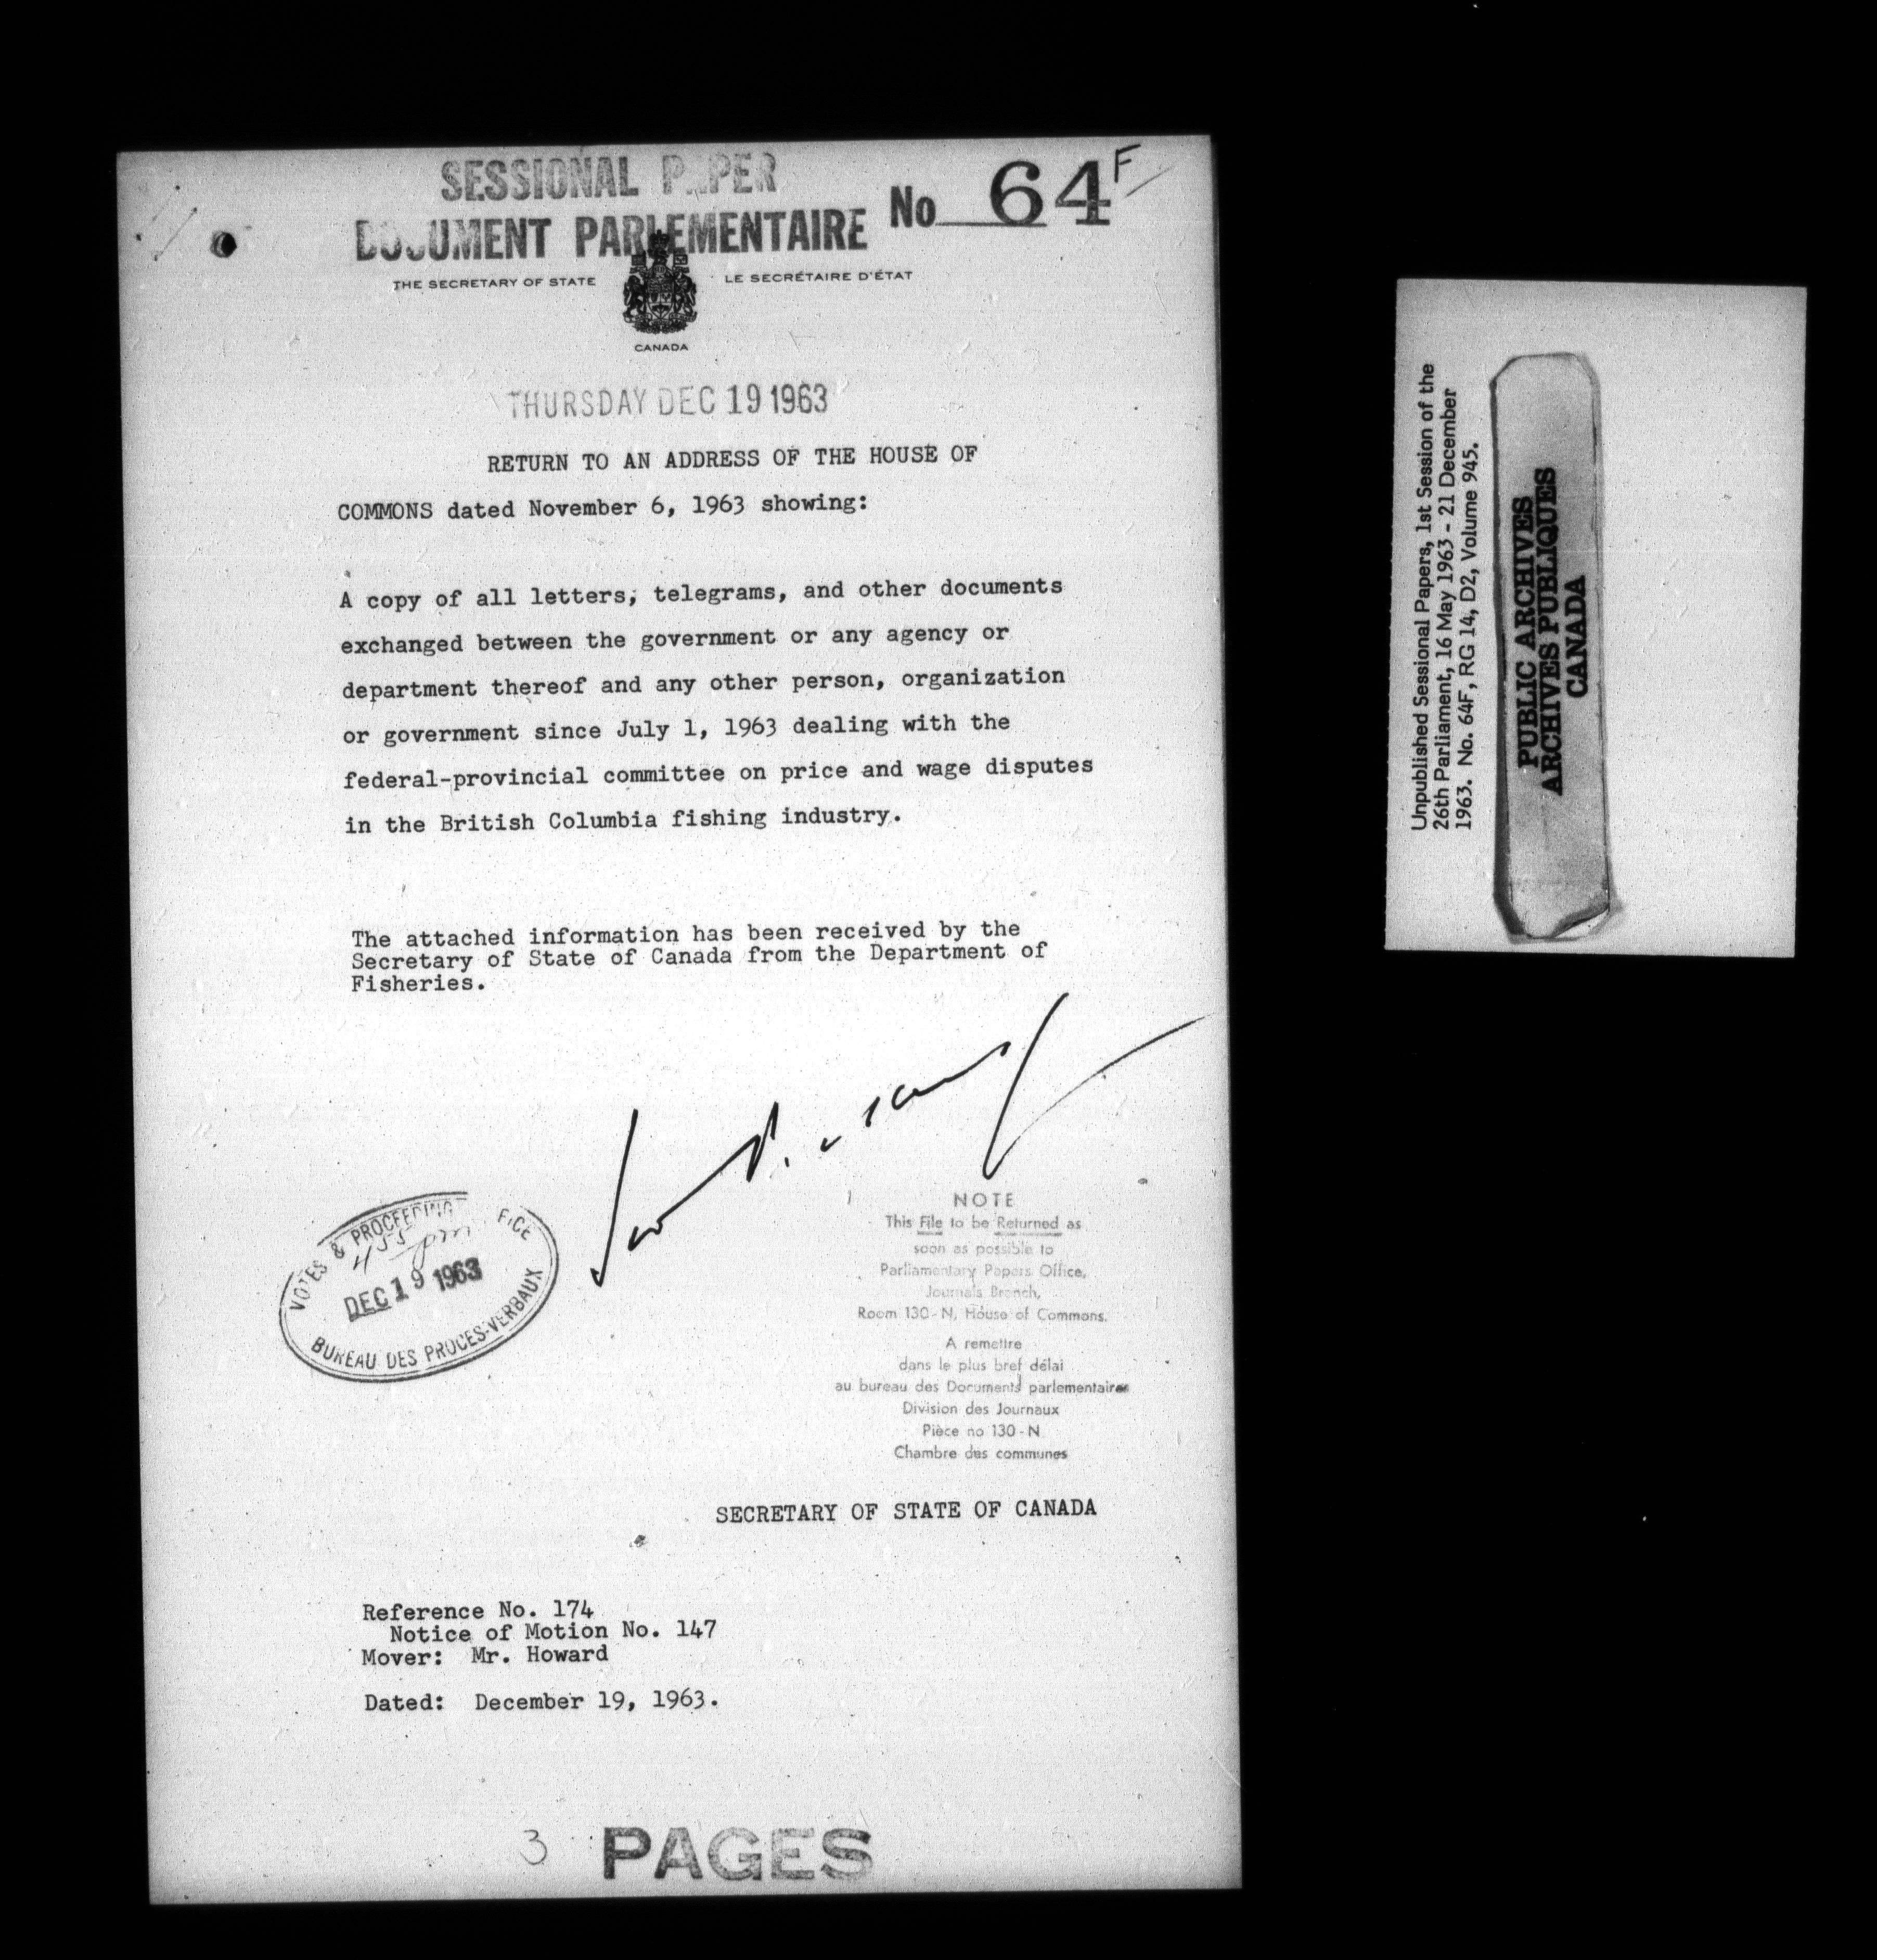 SESSIONAL P PER
DOCUMENT PARLEMENTAIRE No 64F
THE SECRETARY OF STATE LE SECRÉTAIRE D'ÉTAT
CANADA
THURSDAY DEC 19 1963
RETURN TO AN ADDRESS OF THE HOUSE OF
COMMONS dated November 6, 1963 showing:
A copy of all letters, telegrams, and other documents
exchanged between the government or any agency or
department thereof and any other person, organization
or government since July 1, 1963 dealing with the
federal-provincial committee on price and wage disputes
in the British Columbia fishing industry.
The attached information has been received by the
Secretary of State of Canada from the Department of
Fisheries.
VOTES & PROCEEDING FICE
4 55 pm
DEC 19 1963
BUREAU DES PROCES-VERBAUX
NOTE
This File to be Returned as
soon as possible to
Parliamentary Papers Office,
Journals Branch,
Room 130-N, House of Commons.
A remettre
dans le plus bref délai
au bureau des Documents parlementaires
Division des Journaux
Pièce no 130-N
Chambre des communes
SECRETARY OF STATE OF CANADA
Reference No. 174
Notice of Motion No. 147
Mover: Mr. Howard
Dated: December 19, 1963.
3 PAGES
Unpublished Sessional Papers, 1st Session of the
26th Parliament, 16 May 1963 - 21 December
1963. No. 64F, RG 14, D2, Volume 945.
PUBLIC ARCHIVES
ARCHIVES PUBLIQUES
CANADA